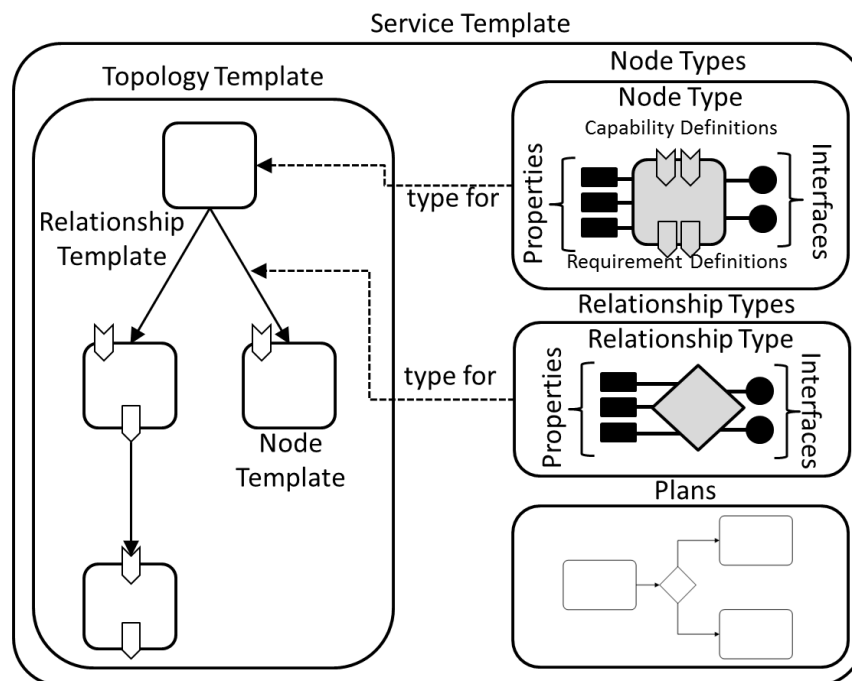 Service Template
Topology Template
Relationship
Template
Node
Template
type for
type for
Node Types
Node Type
Capability Definitions
Properties
Interfaces
Requirement Definitions
Relationship Types
Relationship Type
Properties
Interfaces
Plans